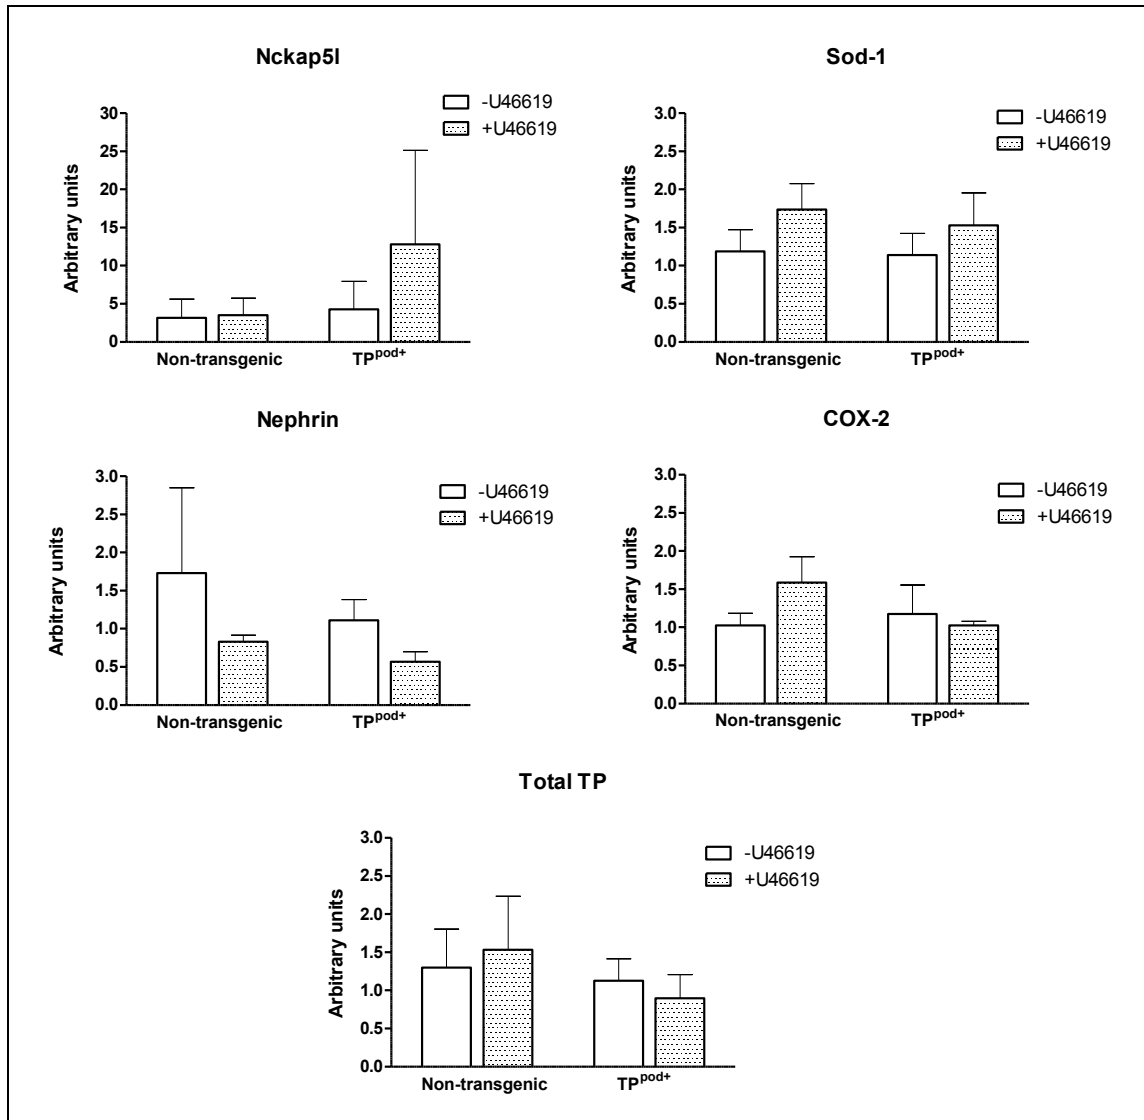 Nckap5l
-U46619
+U46619
30
25
20
15
10
5
0
Arbitrary units
Non-transgenic TPpod+
Sod-1
-U46619
+U46619
3.0
2.5
2.0
1.5
1.0
0.5
0.0
Arbitrary units
Non-transgenic TPpod+
Nephrin
-U46619
+U46619
3.0
2.5
2.0
1.5
1.0
0.5
0.0
Arbitrary units
Non-transgenic TPpod+
COX-2
-U46619
+U46619
3.0
2.5
2.0
1.5
1.0
0.5
0.0
Arbitrary units
Non-transgenic TPpod+
Total TP
-U46619
+U46619
3.0
2.5
2.0
1.5
1.0
0.5
0.0
Arbitrary units
Non-transgenic TPpod+